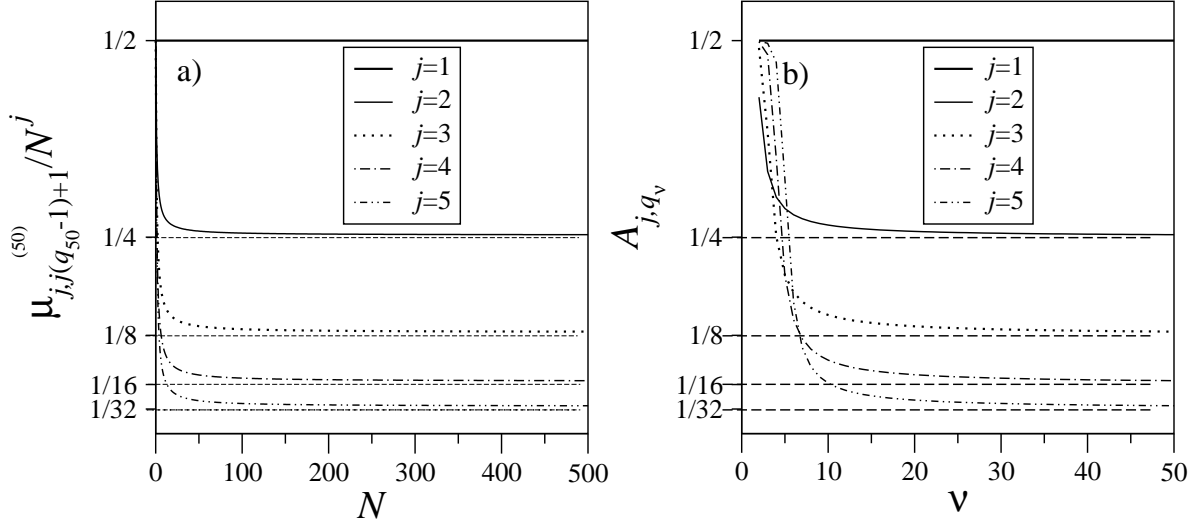 a)
1/2
1/4
1/8
1/16
1/32
μ(50)j,j(q50-1)+1/Nj
j=1
j=2
j=3
j=4
j=5
0
100
200
300
400
500
N
b)
1/2
1/4
1/8
1/16
1/32
Aj,qν
j=1
j=2
j=3
j=4
j=5
0
10
20
30
40
50
ν